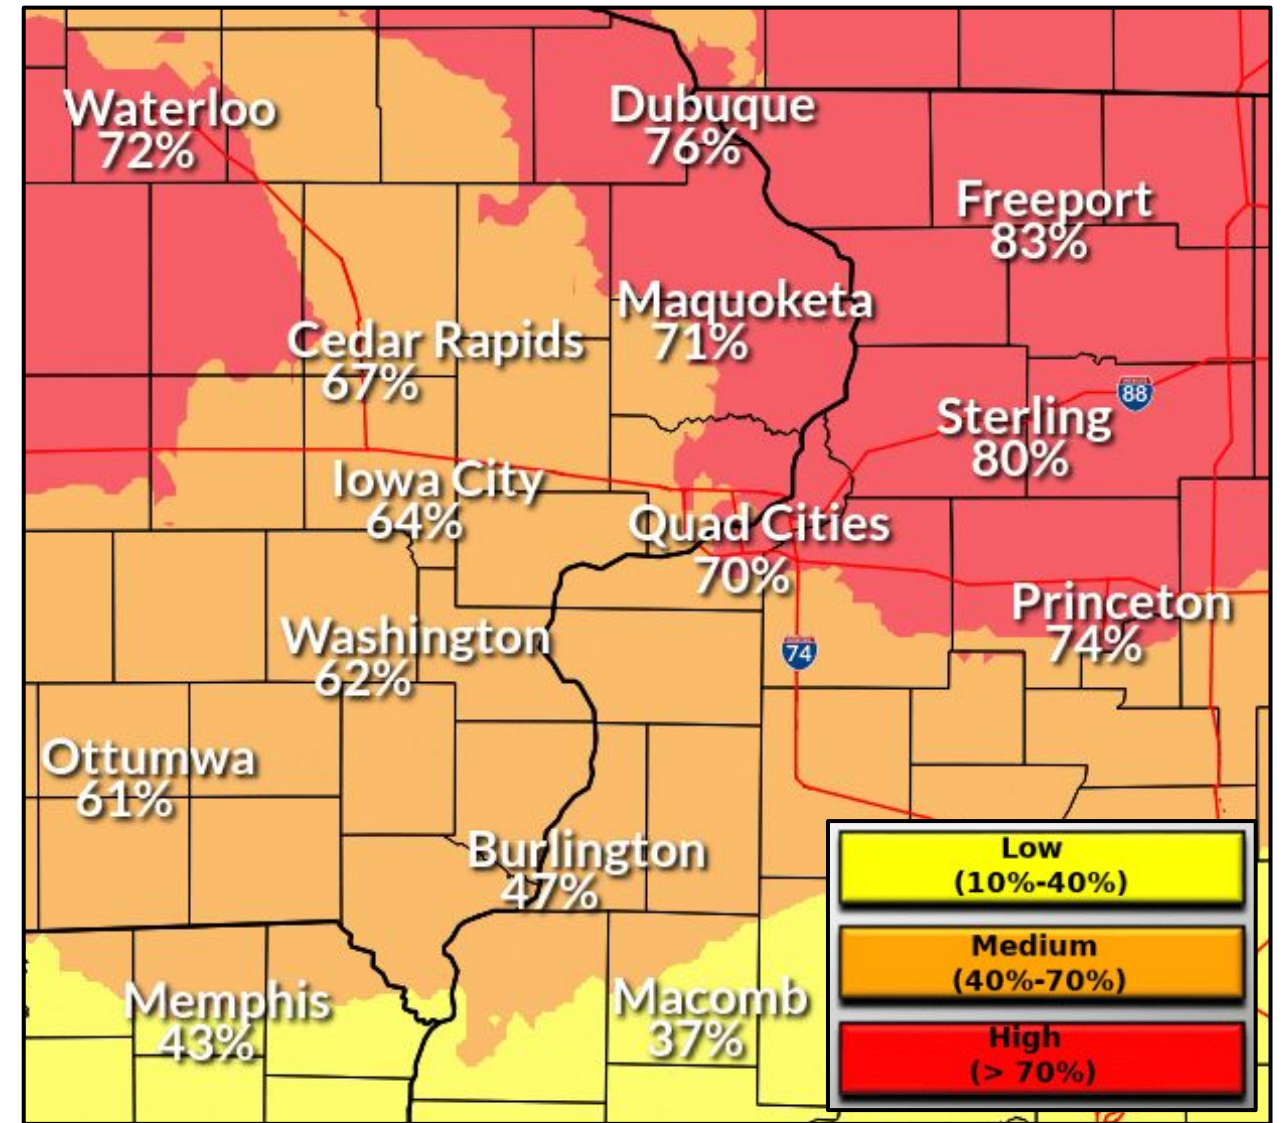 Waterloo
72%
Dubuque
76%
Freeport
83%
Maquoketa
71%
Cedar Rapids
67%
88
Sterling
80%
Iowa City
64%
Quad Cities
70%
Princeton
74%
Washington
62%
74
Ottumwa
61%
Burlington
47%
Memphis
43%
Macomb
37%
Low
(10%-40%)
Medium
(40%-70%)
High
(> 70%)